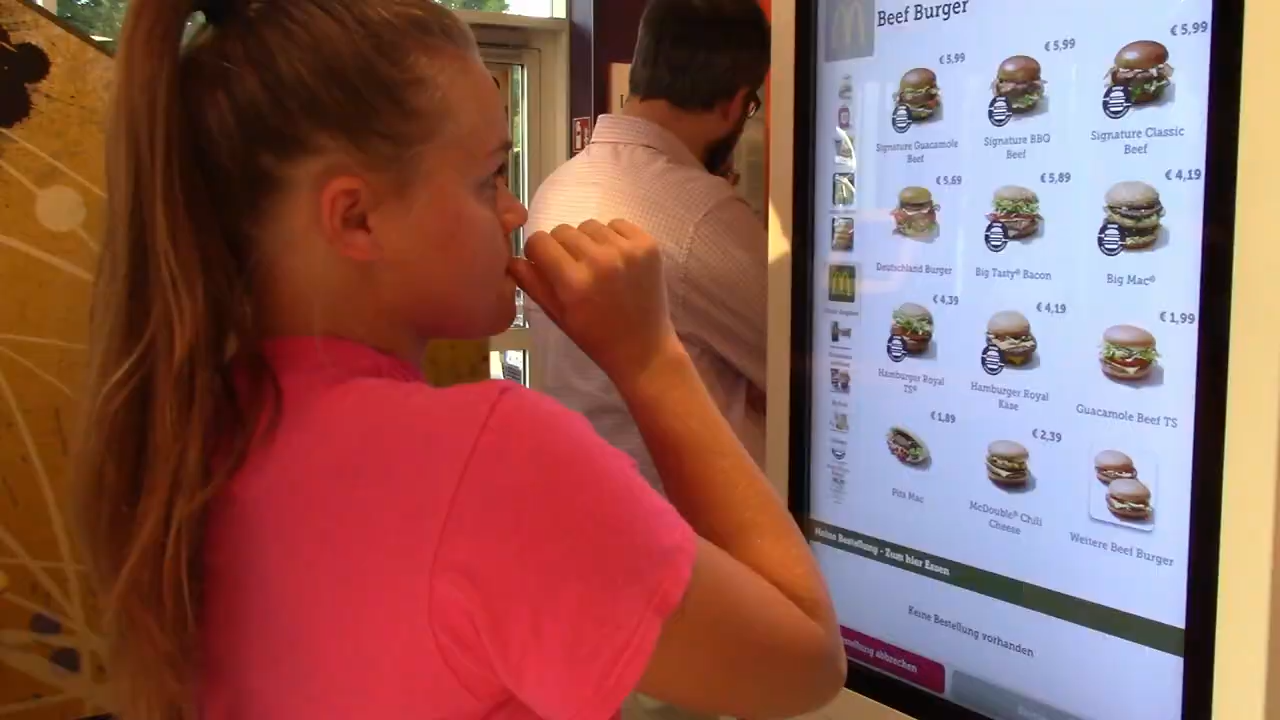 Beef Burger
€ 5,99
€ 5,99
€ 5,99
Signature Guacamole
Beef
Signature BBQ
Beef
Signature Classic
Beef
€ 5,69
€ 5,89
€ 4,19
Deutschland Burger
Big Tasty® Bacon
Big Mac®
€ 4,39
€ 4,19
€ 1,99
Hamburger Royal
TS®
Hamburger Royal
Käse
Guacamole Beef TS
€ 1,89
€ 2,39
Pita Mac
McDouble® Chili
Cheese
Weitere Beef Burger
Meine Bestellung - Zum hier Essen
Keine Bestellung vorhanden
abbrechen